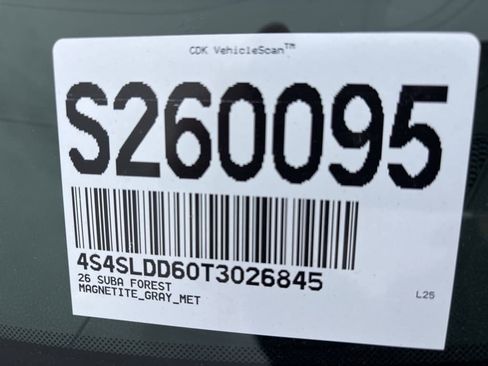 CDK VehicleScan™
S260095
4S4SLDD60T3026845
26 SUBA FOREST
MAGNETITE_GRAY_MET
L25